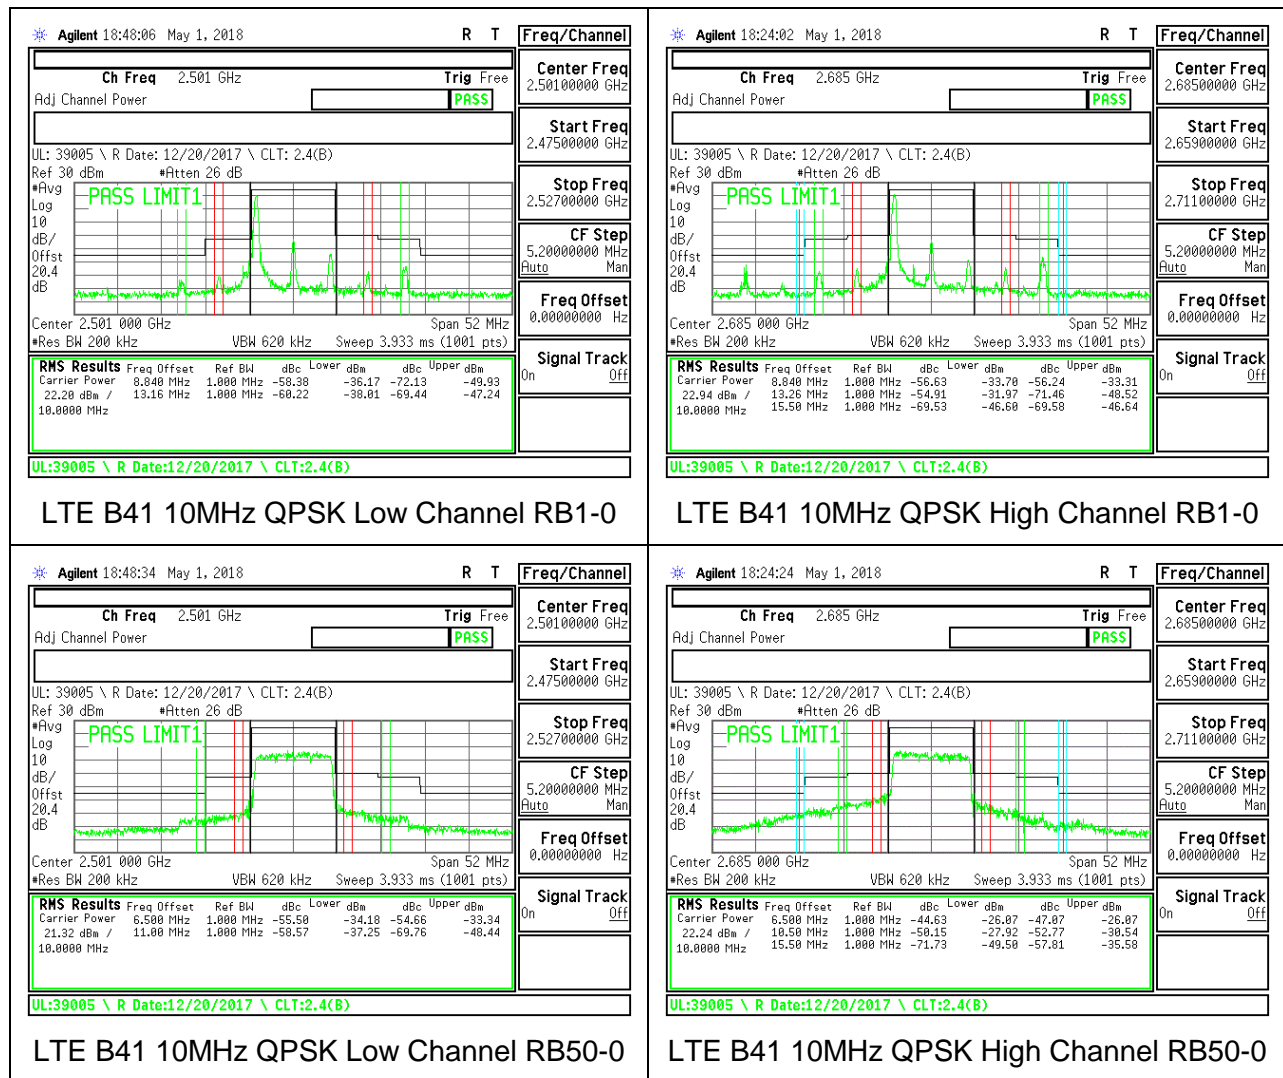 Agilent 18:48:06 May 1, 2018 R T Freq/Channel
Ch Freq 2.501 GHz Trig Free
Adj Channel Power PASS
UL: 39005 \ R Date: 12/20/2017 \ CLT: 2.4(B)
Ref 30 dBm #Atten 26 dB
#Avg
Log
10
dB/
Offst
20.4
dB
PASS LIMIT1
Center 2.501 000 GHz Span 52 MHz
#Res BW 200 kHz VBW 620 kHz Sweep 3.933 ms (1001 pts)
RMS Results Freq Offset Ref BW dBc Lower dBm dBc Upper dBm
Carrier Power 8.840 MHz 1.000 MHz -58.38 -36.17 -72.13 -49.93
22.20 dBm / 13.16 MHz 1.000 MHz -60.22 -38.01 -69.44 -47.24
10.0000 MHz
UL:39005 \ R Date:12/20/2017 \ CLT:2.4(B)
Center Freq
2.50100000 GHz
Start Freq
2.47500000 GHz
Stop Freq
2.52700000 GHz
CF Step
5.20000000 MHz
Auto Man
Freq Offset
0.00000000 Hz
Signal Track
On Off
LTE B41 10MHz QPSK Low Channel RB1-0
Agilent 18:24:02 May 1, 2018 R T Freq/Channel
Ch Freq 2.685 GHz Trig Free
Adj Channel Power PASS
UL: 39005 \ R Date: 12/20/2017 \ CLT: 2.4(B)
Ref 30 dBm #Atten 26 dB
#Avg
Log
10
dB/
Offst
20.4
dB
PASS LIMIT1
Center 2.685 000 GHz Span 52 MHz
#Res BW 200 kHz VBW 620 kHz Sweep 3.933 ms (1001 pts)
RMS Results Freq Offset Ref BW dBc Lower dBm dBc Upper dBm
Carrier Power 8.840 MHz 1.000 MHz -56.63 -33.70 -56.24 -33.31
22.94 dBm / 13.26 MHz 1.000 MHz -54.91 -31.97 -71.46 -48.52
10.0000 MHz 15.50 MHz 1.000 MHz -69.53 -46.60 -69.58 -46.64
UL:39005 \ R Date:12/20/2017 \ CLT:2.4(B)
Center Freq
2.68500000 GHz
Start Freq
2.65900000 GHz
Stop Freq
2.71100000 GHz
CF Step
5.20000000 MHz
Auto Man
Freq Offset
0.00000000 Hz
Signal Track
On Off
LTE B41 10MHz QPSK High Channel RB1-0
Agilent 18:48:34 May 1, 2018 R T Freq/Channel
Ch Freq 2.501 GHz Trig Free
Adj Channel Power PASS
UL: 39005 \ R Date: 12/20/2017 \ CLT: 2.4(B)
Ref 30 dBm #Atten 26 dB
#Avg
Log
10
dB/
Offst
20.4
dB
PASS LIMIT1
Center 2.501 000 GHz Span 52 MHz
#Res BW 200 kHz VBW 620 kHz Sweep 3.933 ms (1001 pts)
RMS Results Freq Offset Ref BW dBc Lower dBm dBc Upper dBm
Carrier Power 6.500 MHz 1.000 MHz -55.50 -34.18 -54.66 -33.34
21.32 dBm / 11.00 MHz 1.000 MHz -58.57 -37.25 -69.76 -48.44
10.0000 MHz
UL:39005 \ R Date:12/20/2017 \ CLT:2.4(B)
Center Freq
2.50100000 GHz
Start Freq
2.47500000 GHz
Stop Freq
2.52700000 GHz
CF Step
5.20000000 MHz
Auto Man
Freq Offset
0.00000000 Hz
Signal Track
On Off
LTE B41 10MHz QPSK Low Channel RB50-0
Agilent 18:24:24 May 1, 2018 R T Freq/Channel
Ch Freq 2.685 GHz Trig Free
Adj Channel Power PASS
UL: 39005 \ R Date: 12/20/2017 \ CLT: 2.4(B)
Ref 30 dBm #Atten 26 dB
#Avg
Log
10
dB/
Offst
20.4
dB
PASS LIMIT1
Center 2.685 000 GHz Span 52 MHz
#Res BW 200 kHz VBW 620 kHz Sweep 3.933 ms (1001 pts)
RMS Results Freq Offset Ref BW dBc Lower dBm dBc Upper dBm
Carrier Power 6.500 MHz 1.000 MHz -44.63 -26.07 -47.07 -26.07
22.24 dBm / 10.50 MHz 1.000 MHz -50.15 -27.92 -52.77 -30.54
10.0000 MHz 15.50 MHz 1.000 MHz -71.73 -49.50 -57.81 -35.58
UL:39005 \ R Date:12/20/2017 \ CLT:2.4(B)
Center Freq
2.68500000 GHz
Start Freq
2.65900000 GHz
Stop Freq
2.71100000 GHz
CF Step
5.20000000 MHz
Auto Man
Freq Offset
0.00000000 Hz
Signal Track
On Off
LTE B41 10MHz QPSK High Channel RB50-0